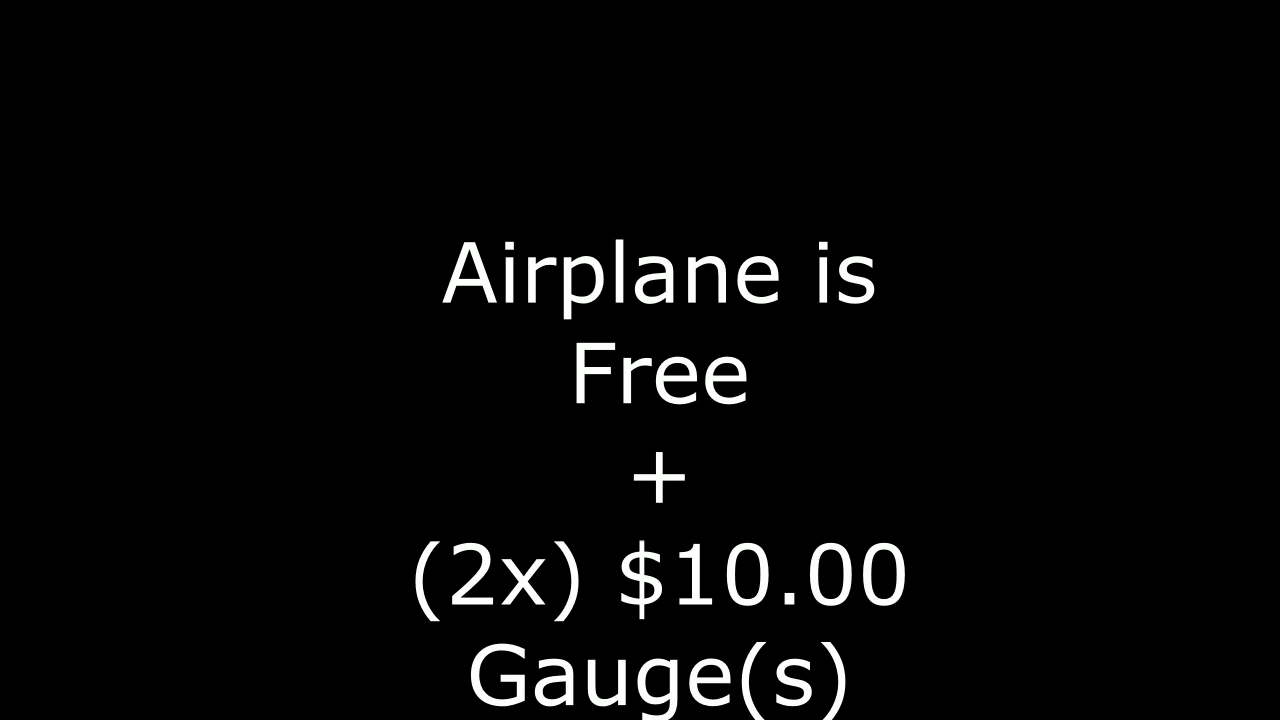 Airplane is
Free
+
(2x) $10.00
Gauge(s)